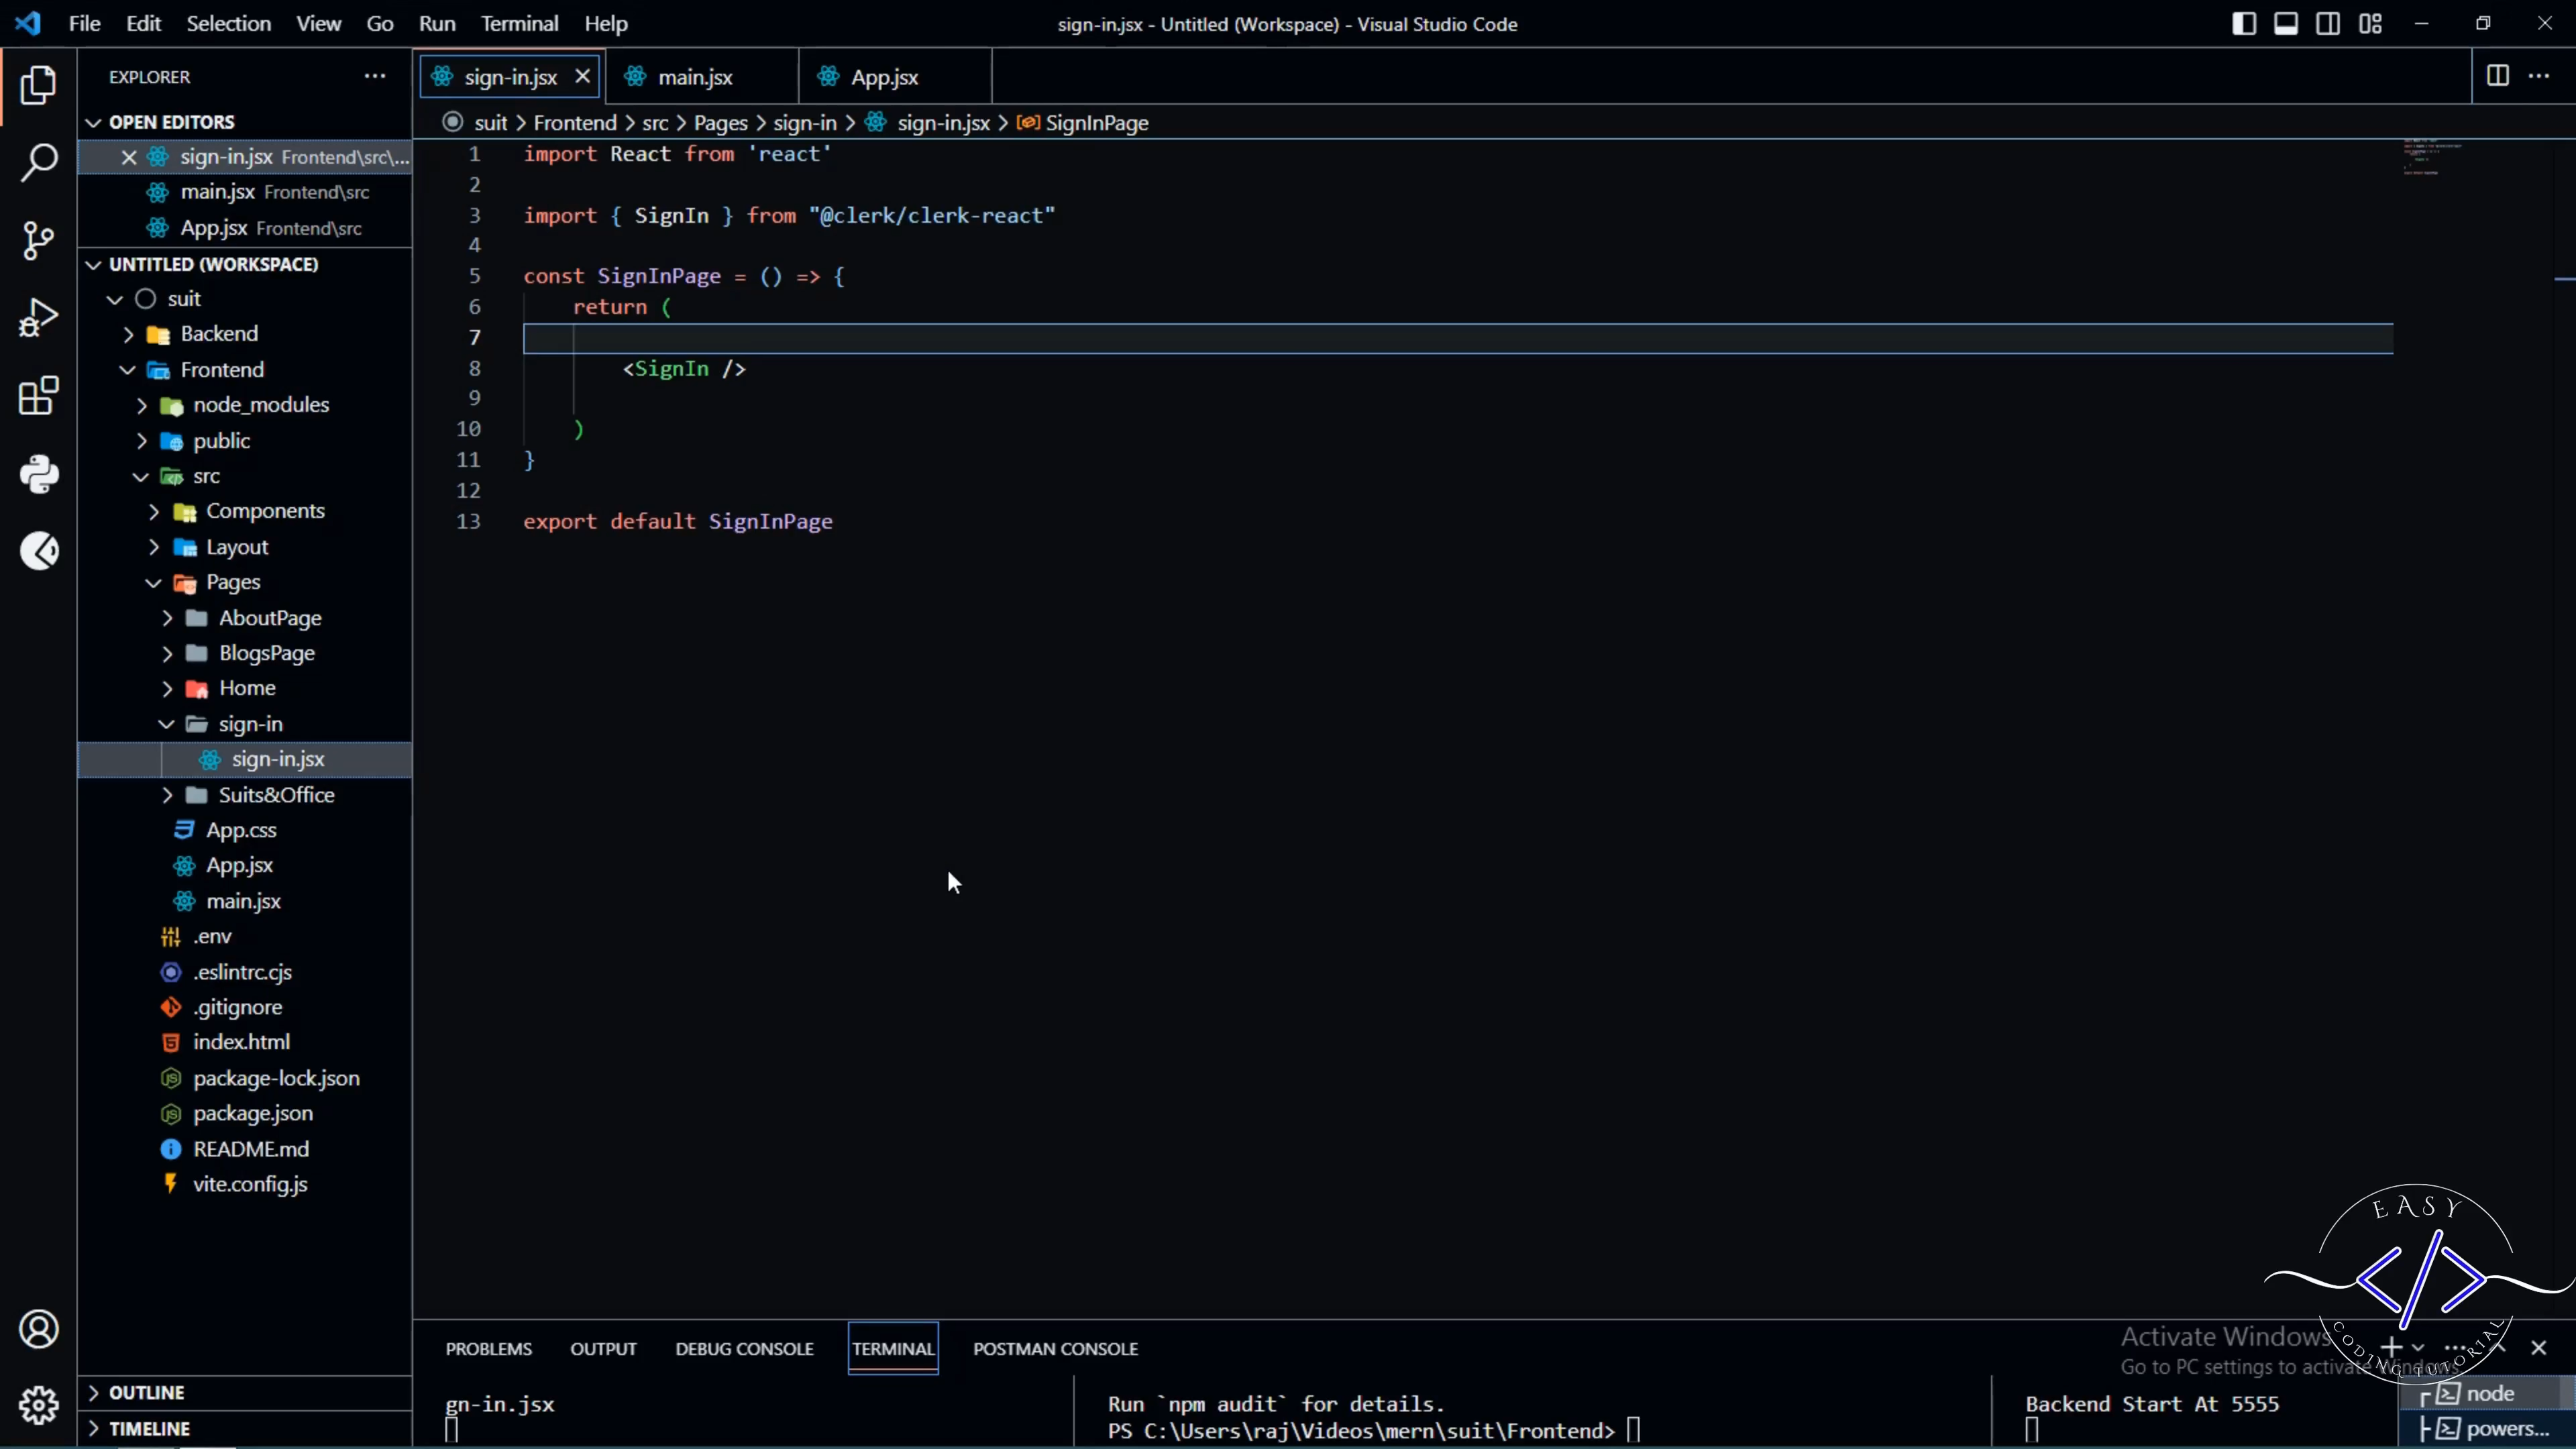 File Edit Selection View Go Run Terminal Help
sign-in.jsx - Untitled (Workspace) - Visual Studio Code
EXPLORER
OPEN EDITORS
sign-in.jsx Frontend\src\...
main.jsx Frontend\src
App.jsx Frontend\src
UNTITLED (WORKSPACE)
suit
Backend
Frontend
node_modules
public
src
Components
Layout
Pages
AboutPage
BlogsPage
Home
sign-in
sign-in.jsx
Suits&Office
App.css
App.jsx
main.jsx
.env
.eslintrc.cjs
.gitignore
index.html
package-lock.json
package.json
README.md
vite.config.js
OUTLINE
TIMELINE
sign-in.jsx main.jsx App.jsx
suit > Frontend > src > Pages > sign-in > sign-in.jsx > SignInPage
1 import React from 'react'
2
3 import { SignIn } from "@clerk/clerk-react"
4
5 const SignInPage = () => {
6 return (
7
8 <SignIn />
9
10 )
11 }
12
13 export default SignInPage
PROBLEMS OUTPUT DEBUG CONSOLE TERMINAL POSTMAN CONSOLE
gn-in.jsx
Run `npm audit` for details.
PS C:\Users\raj\Videos\mern\suit\Frontend>
Backend Start At 5555
node
powers...
Activate Windows
Go to PC settings to activate Windows.
EASY
</>
CODING TUTORIAL